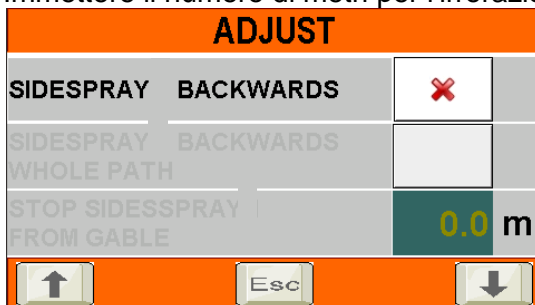 ADJUST
SIDESPRAY BACKWARDS
SIDESPRAY BACKWARDS
WHOLE PATH
STOP SIDESSPRAY
FROM GABLE
0.0 m
Esc